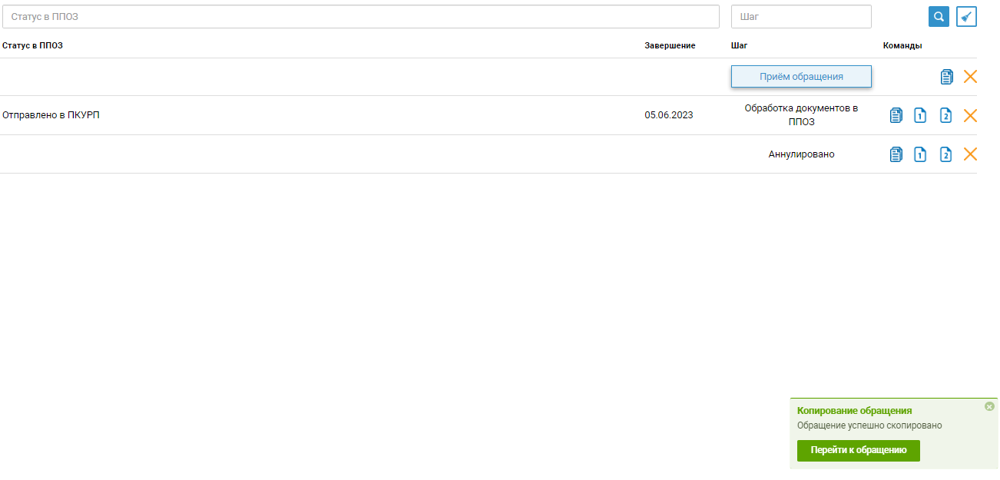 Статус в ППОЗ
Шаг
Статус в ППОЗ
Завершение
Шаг
Команды
Приём обращения
Отправлено в ПКУРП
05.06.2023
Обработка документов в
ППОЗ
1
2
Аннулировано
1
2
Копирование обращения
Обращение успешно скопировано
Перейти к обращению